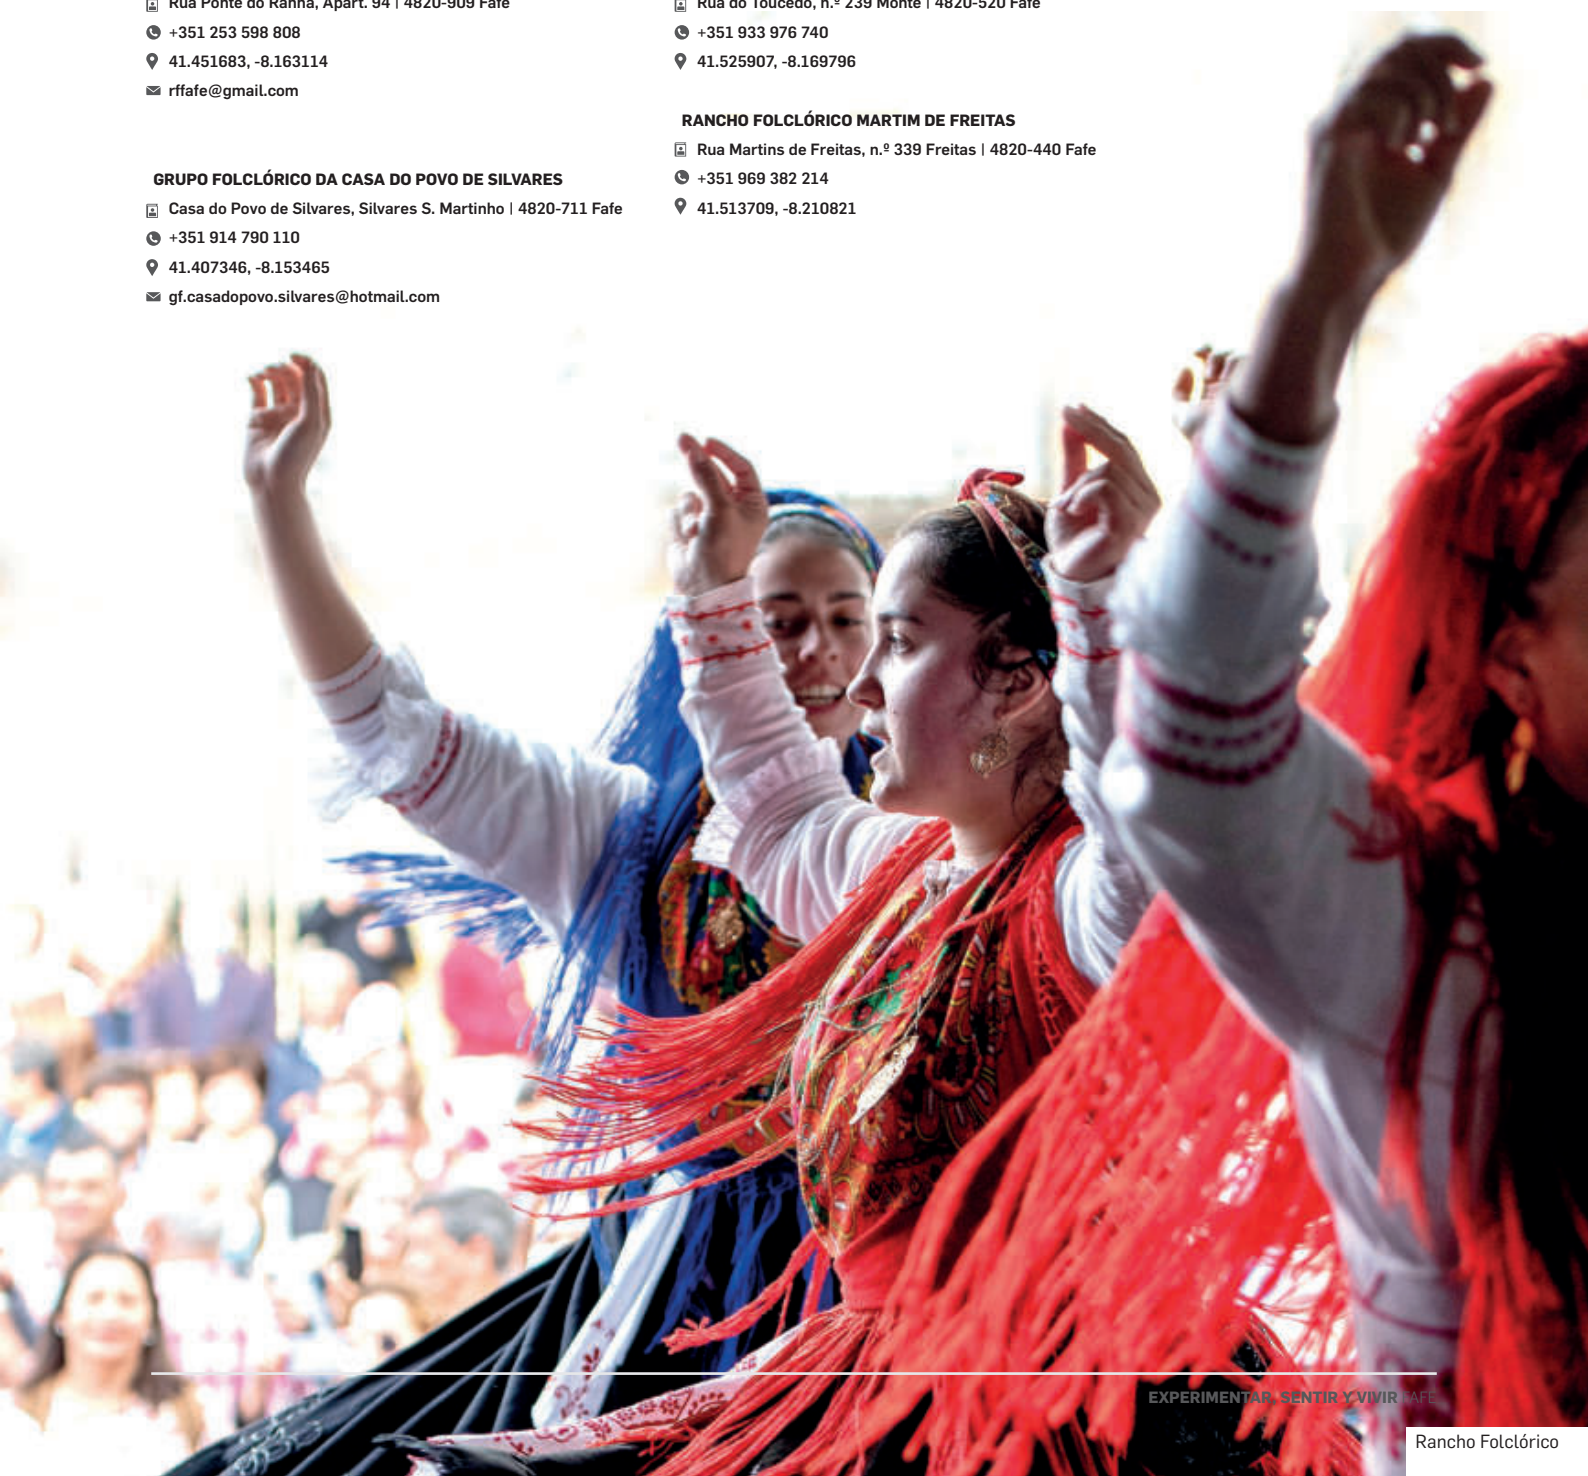 Rua Ponte do Ranha, Apart. 94 | 4820-909 Fafe
+351 253 598 808
41.451683, -8.163114
rffafe@gmail.com
GRUPO FOLCLÓRICO DA CASA DO POVO DE SILVARES
Casa do Povo de Silvares, Silvares S. Martinho | 4820-711 Fafe
+351 914 790 110
41.407346, -8.153465
gf.casadopovo.silvares@hotmail.com
Rua do Toucedo, n.º 239 Monte | 4820-520 Fafe
+351 933 976 740
41.525907, -8.169796
RANCHO FOLCLÓRICO MARTIM DE FREITAS
Rua Martins de Freitas, n.º 339 Freitas | 4820-440 Fafe
+351 969 382 214
41.513709, -8.210821
EXPERIMENTAR, SENTIR Y VIVIR FAFE
Rancho Folclórico